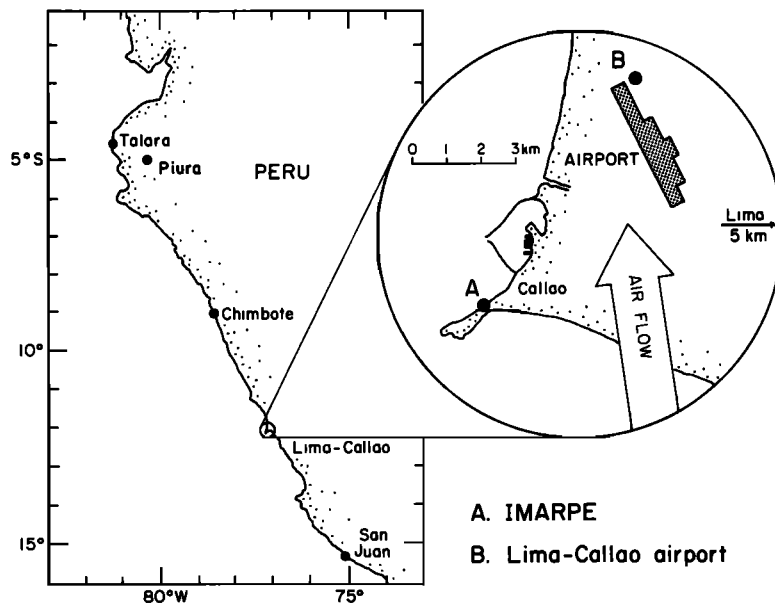 Talara
Piura
PERU
5°S
Chimbote
10°
Lima-Callao
San
Juan
15°
80°W
75°
B
0 1 2 3km
AIRPORT
Lima
5 km
A
Callao
AIR FLOW
A. IMARPE
B. Lima-Callao airport